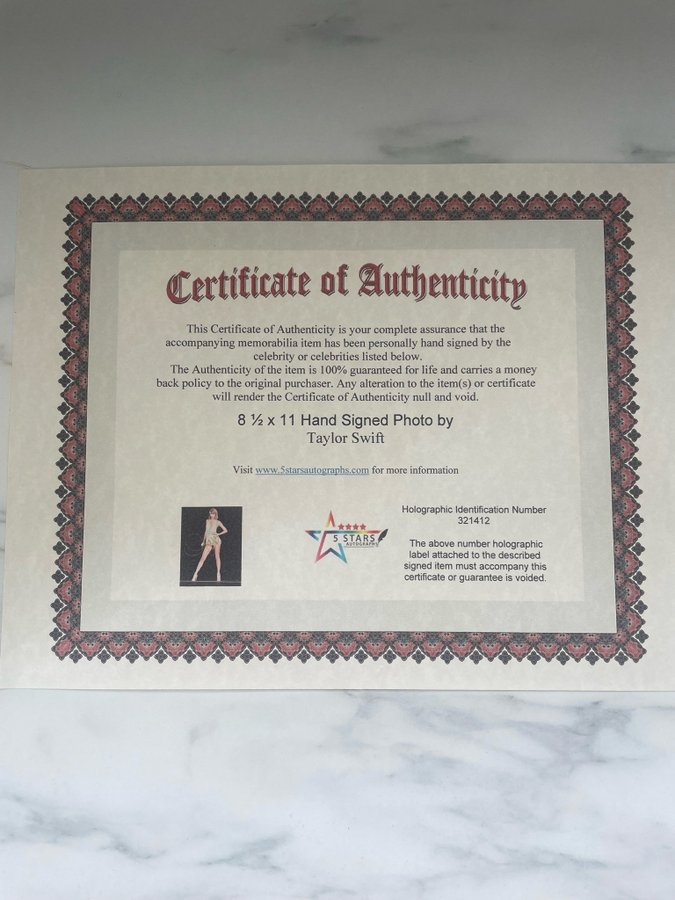 Certificate of Authenticity
This Certificate of Authenticity is your complete assurance that the
accompanying memorabilia item has been personally hand signed by the
celebrity or celebrities listed below.
The Authenticity of the item is 100% guaranteed for life and carries a money
back policy to the original purchaser. Any alteration to the item(s) or certificate
will render the Certificate of Authenticity null and void.
8 ½ x 11 Hand Signed Photo by
Taylor Swift
Visit www.5starsautographs.com for more information
5 STARS
AUTOGRAPHS
Holographic Identification Number
321412
The above number holographic
label attached to the described
signed item must accompany this
certificate or guarantee is voided.